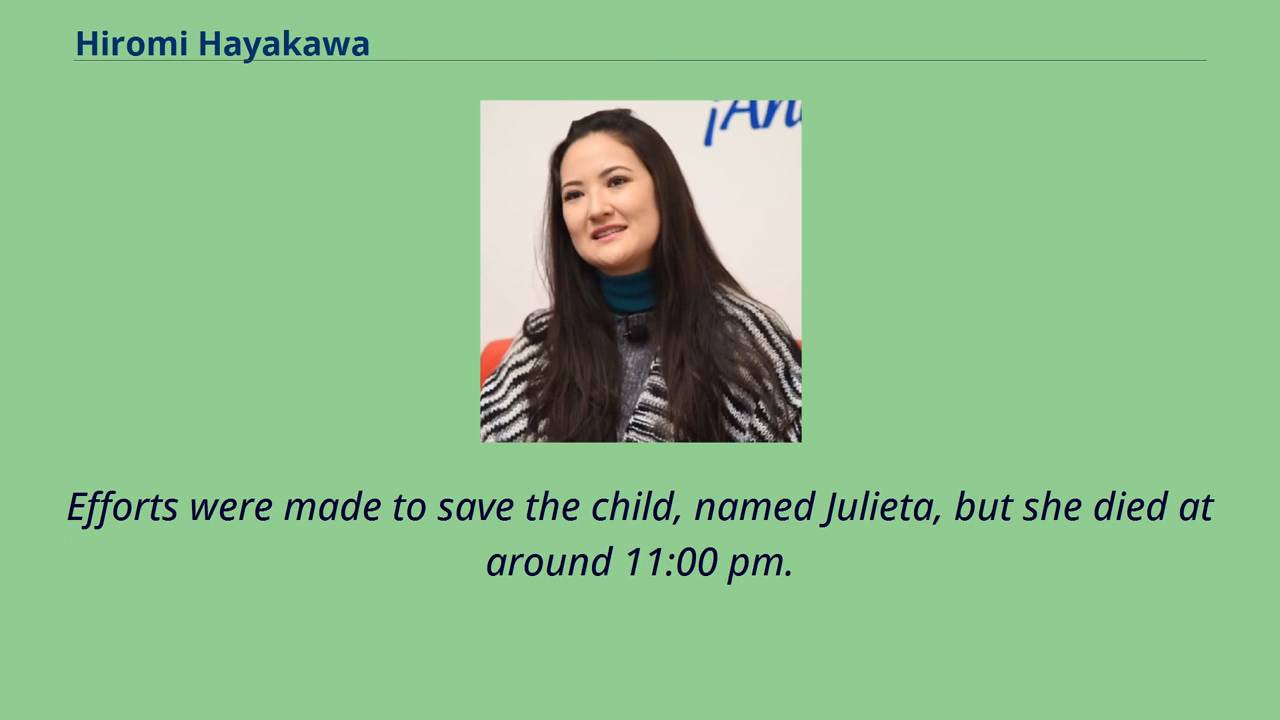 Hiromi Hayakawa
¡An
Efforts were made to save the child, named Julieta, but she died at
around 11:00 pm.